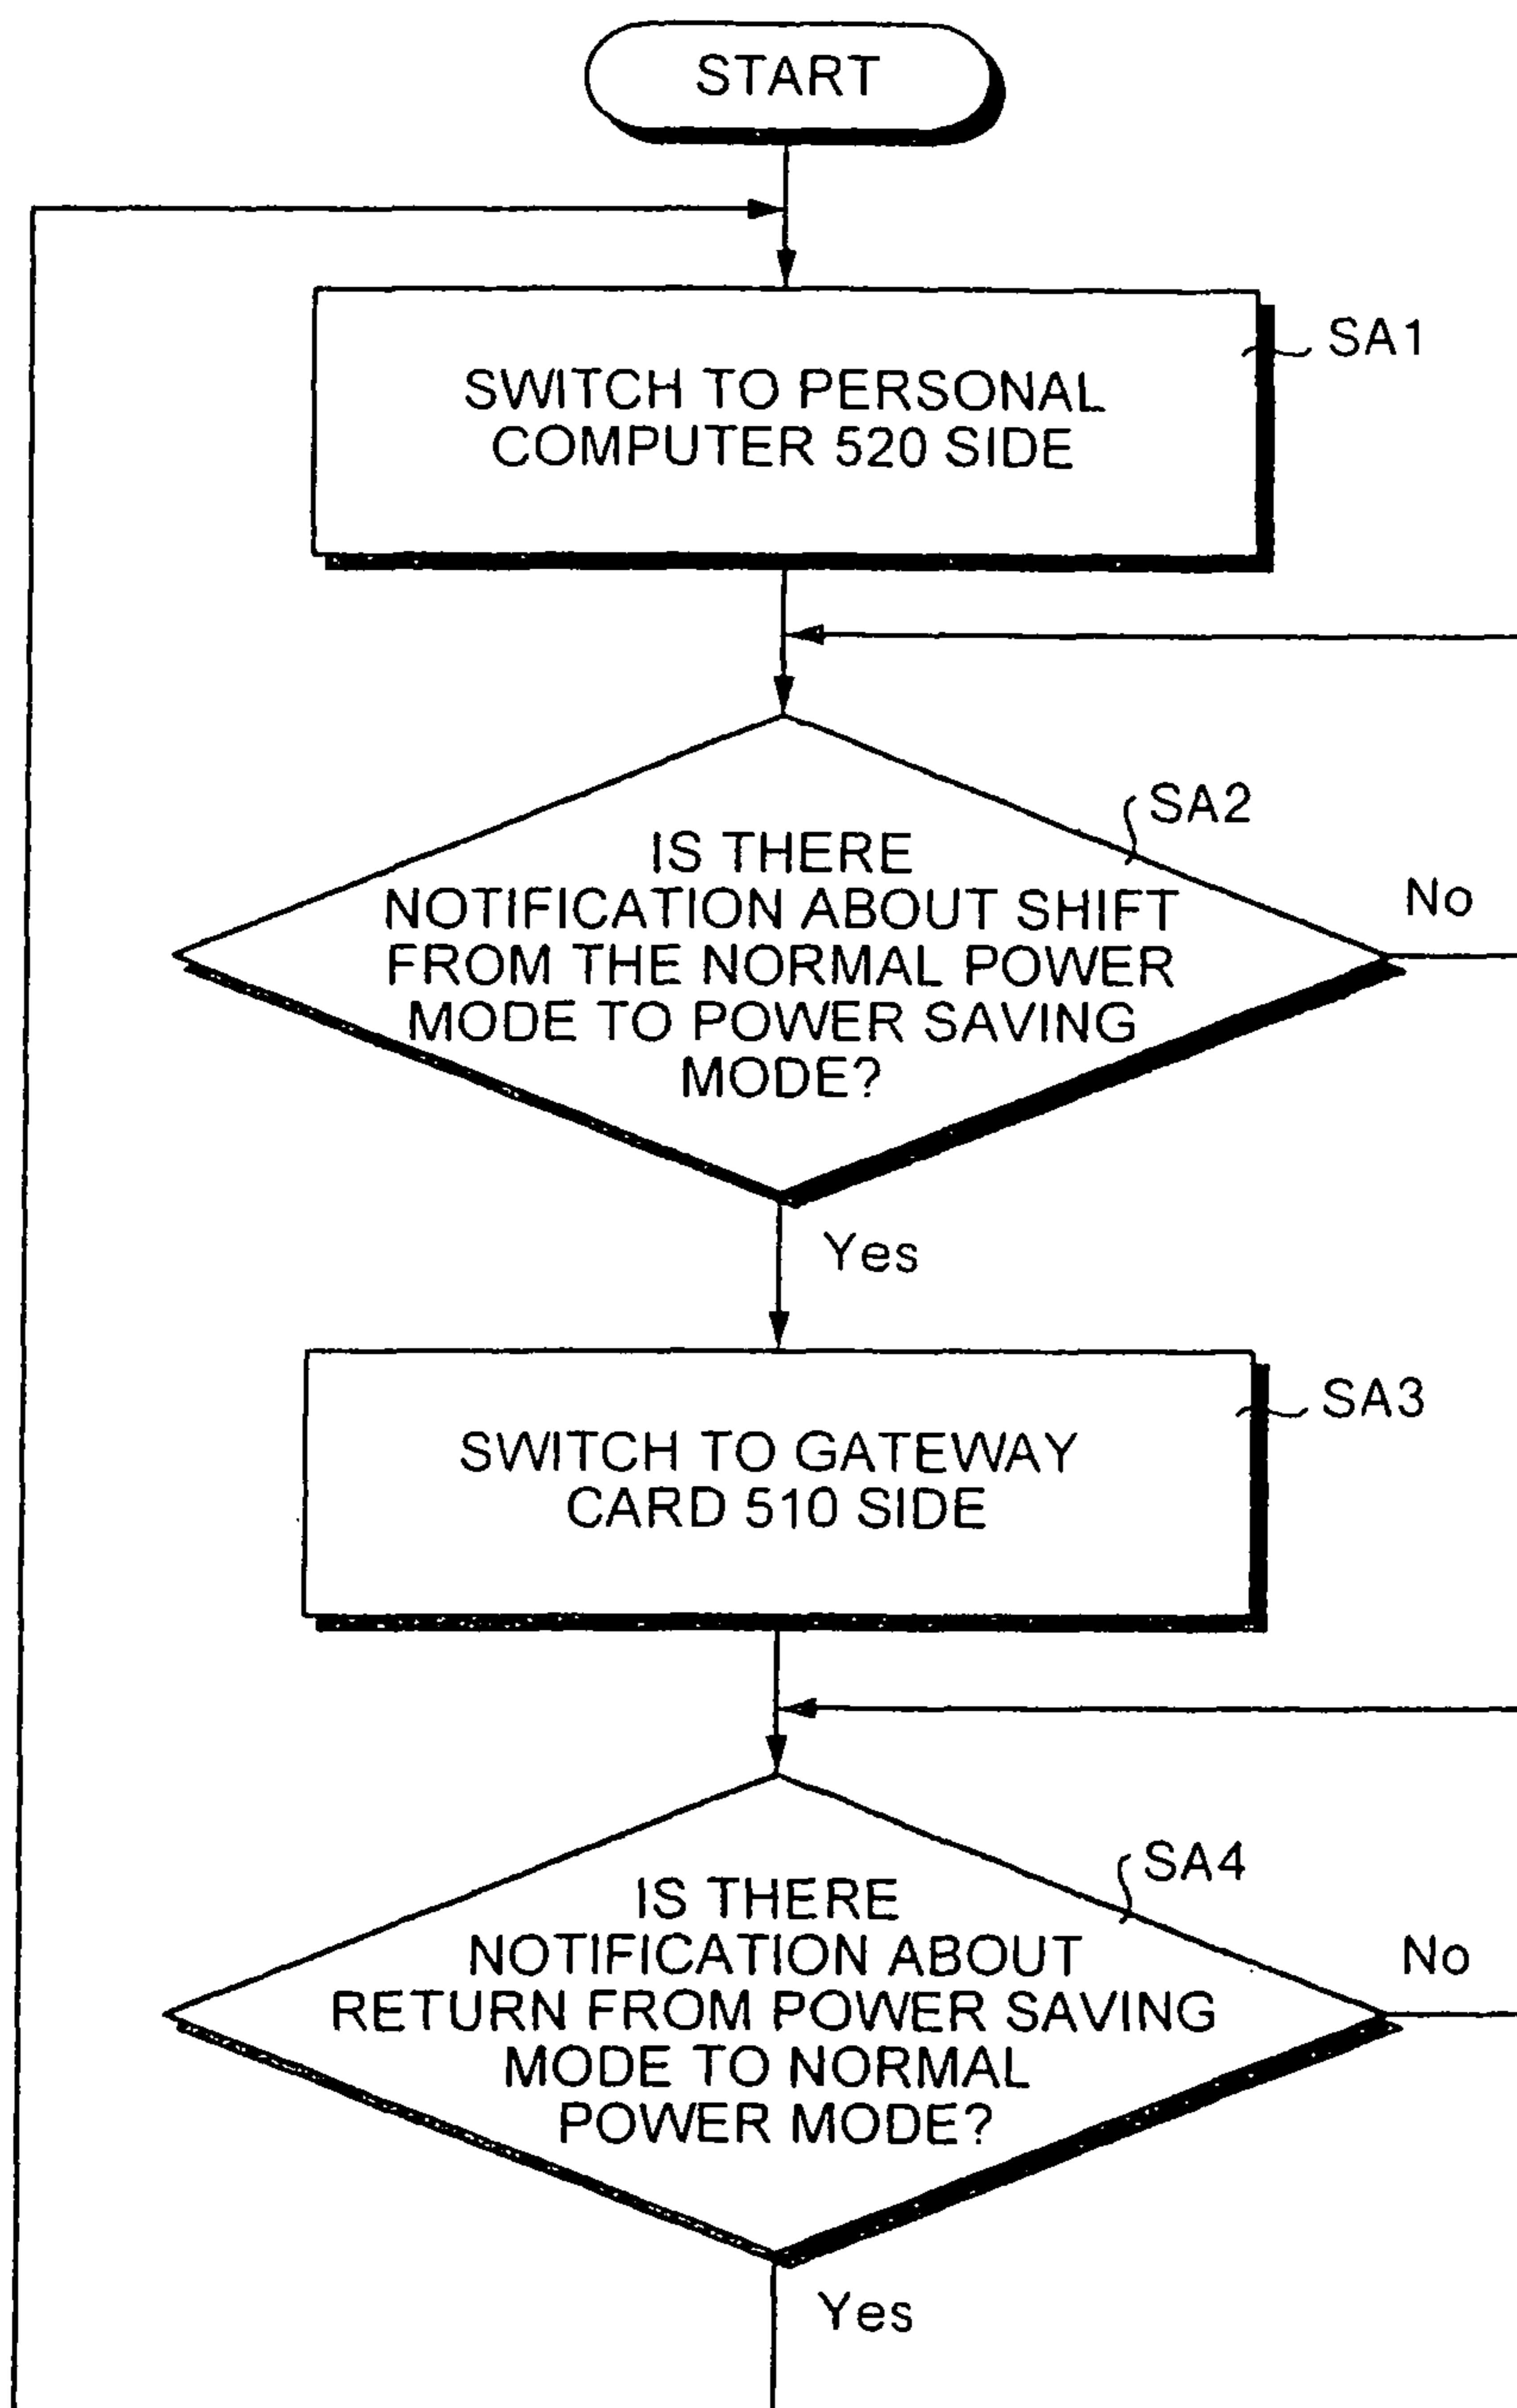 START
SA1
SWITCH TO PERSONAL
COMPUTER 520 SIDE
SA2
IS THERE
NOTIFICATION ABOUT SHIFT
FROM THE NORMAL POWER
MODE TO POWER SAVING
MODE?
No
Yes
SA3
SWITCH TO GATEWAY
CARD 510 SIDE
SA4
IS THERE
NOTIFICATION ABOUT
RETURN FROM POWER SAVING
MODE TO NORMAL
POWER MODE?
No
Yes